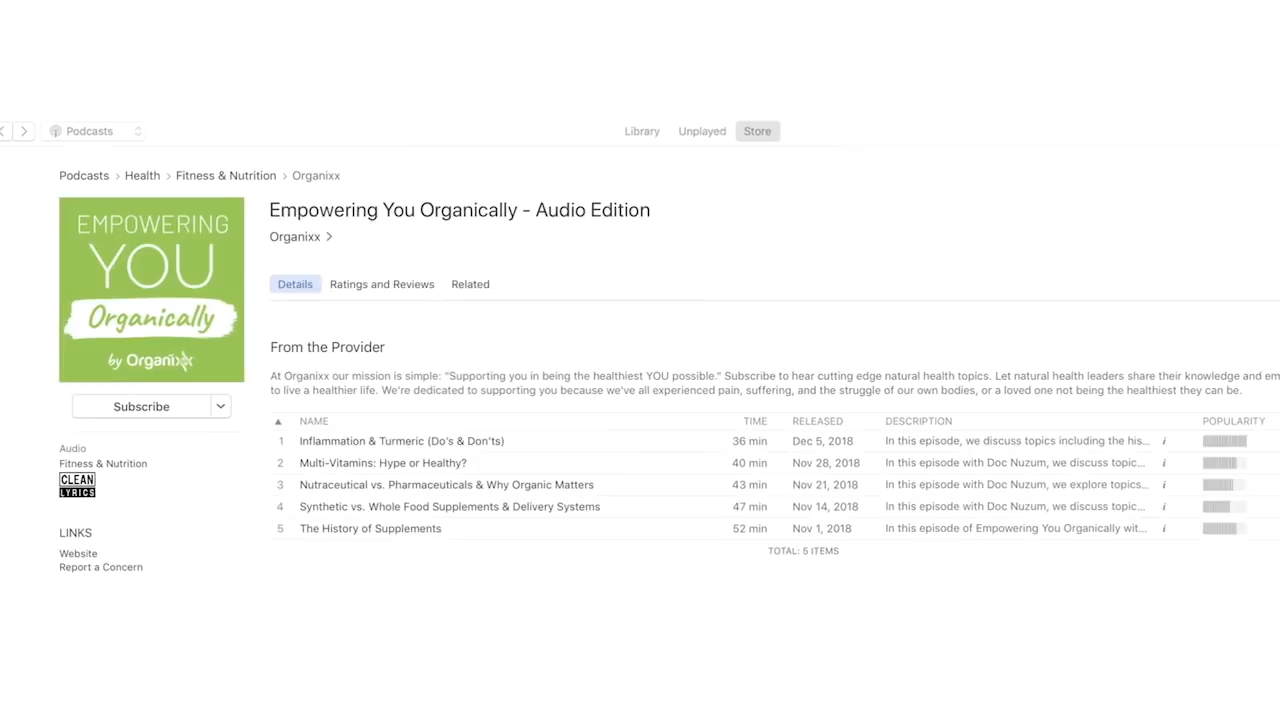 Podcasts
Library
Unplayed
Store
Podcasts > Health > Fitness & Nutrition > Organixx
EMPOWERING
YOU
Organically
by Organixx
Subscribe
Audio
Fitness & Nutrition
CLEAN
LYRICS
LINKS
Website
Report a Concern
Empowering You Organically - Audio Edition
Organixx >
Details
Ratings and Reviews
Related
From the Provider
At Organixx our mission is simple: "Supporting you in being the healthiest YOU possible." Subscribe to hear cutting edge natural health topics. Let natural health leaders share their knowledge and em
to live a healthier life. We're dedicated to supporting you because we've all experienced pain, suffering, and the struggle of our own bodies, or a loved one not being the sealthiest they can be.
NAME TIME RELEASED DESCRIPTION POPULARITY
1 Inflammation & Turmeric (Do's & Don'ts) 36 min Dec 5, 2018 In this episode, we discuss topics including the his... i
2 Multi-Vitamins: Hype or Healthy? 40 min Nov 28, 2018 In this episode with Doc Nuzum, we discuss topic... i
3 Nutraceutical vs. Pharmaceuticals & Why Organic Matters 43 min Nov 21, 2018 In this episode with Doc Nuzum, we explore topics... i
4 Synthetic vs. Whole Food Supplements & Delivery Systems 47 min Nov 14, 2018 In this episode with Doc Nuzum, we discuss topic... i
5 The History of Supplements 52 min Nov 1, 2018 In this episode of Empowering You Organically wit... i
TOTAL: 5 ITEMS